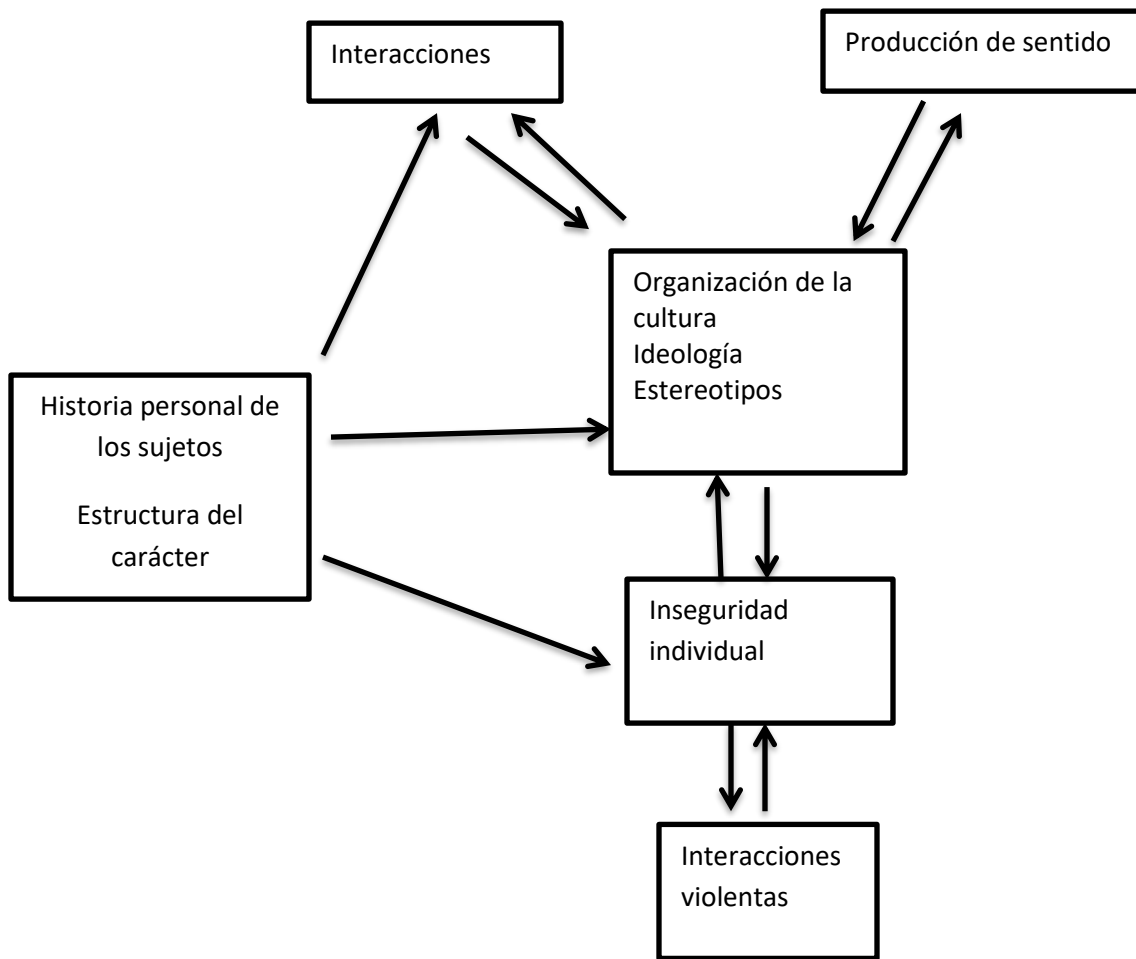 Interacciones
Producción de sentido
Organización de la
cultura
Ideología
Estereotipos
Historia personal de
los sujetos
Estructura del
carácter
Inseguridad
individual
Interacciones
violentas